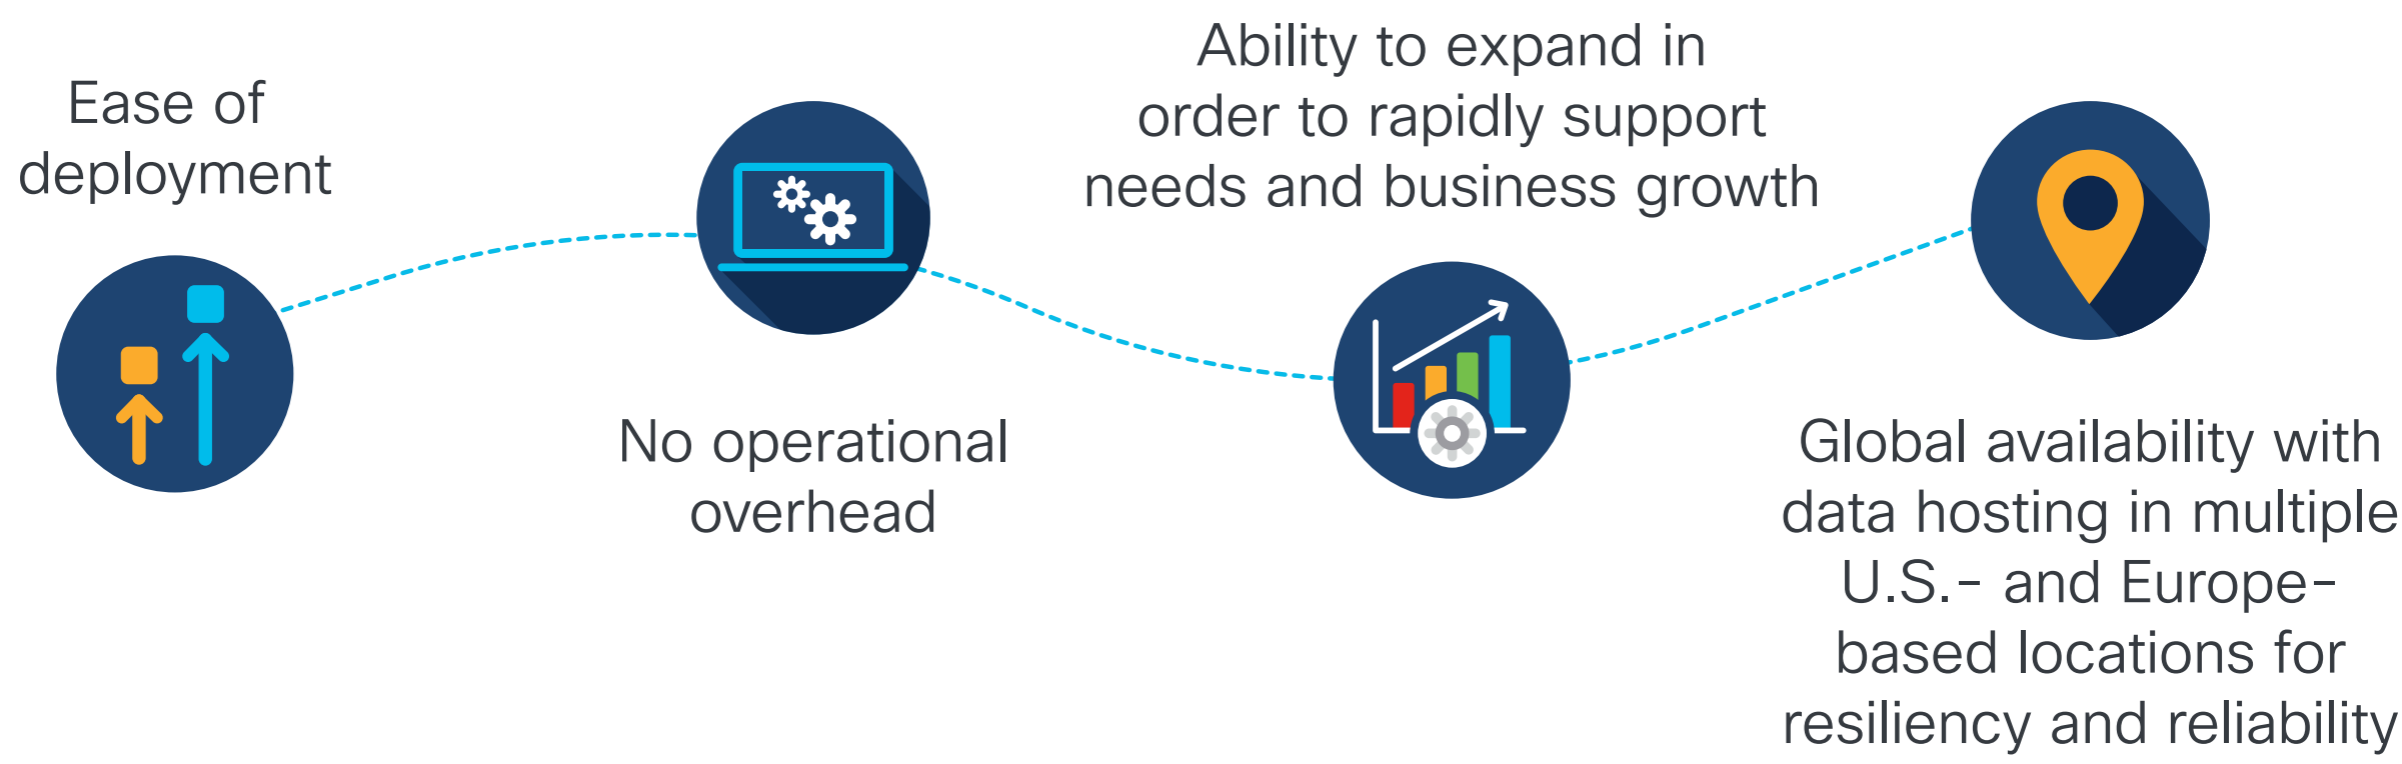 Ease of
deployment
No operational
overhead
Ability to expand in
order to rapidly support
needs and business growth
Global availability with
data hosting in multiple
U.S.- and Europe-
based locations for
resiliency and reliability